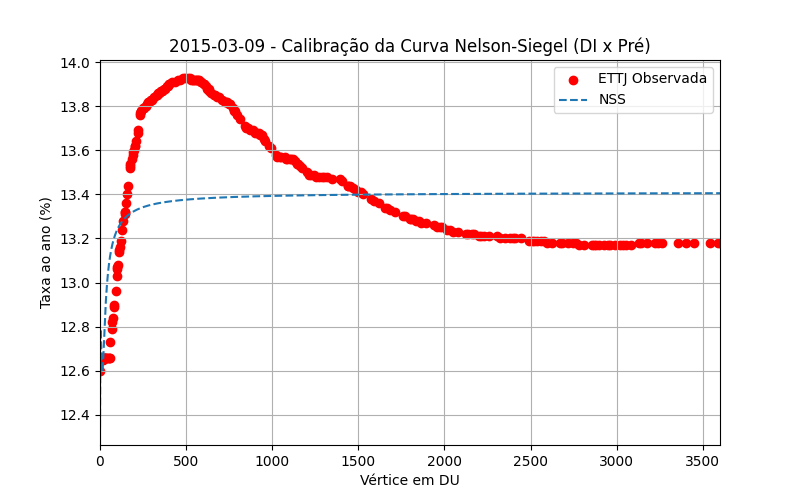 2015-03-09 - Calibração da Curva Nelson-Siegel (DI x Pré)
ETTJ Observada
NSS
Taxa ao ano (%)
14.0
13.8
13.6
13.4
13.2
13.0
12.8
12.6
12.4
0 500 1000 1500 2000 2500 3000 3500
Vértice em DU